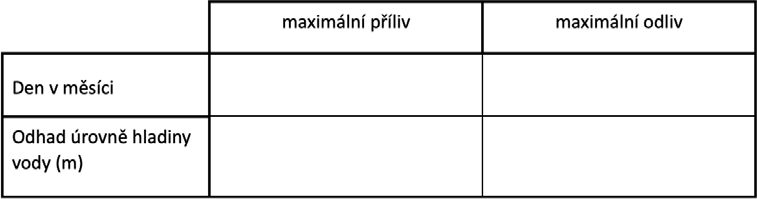 maximální příliv
maximální odliv
Den v měsíci
Odhad úrovně hladiny
vody (m)